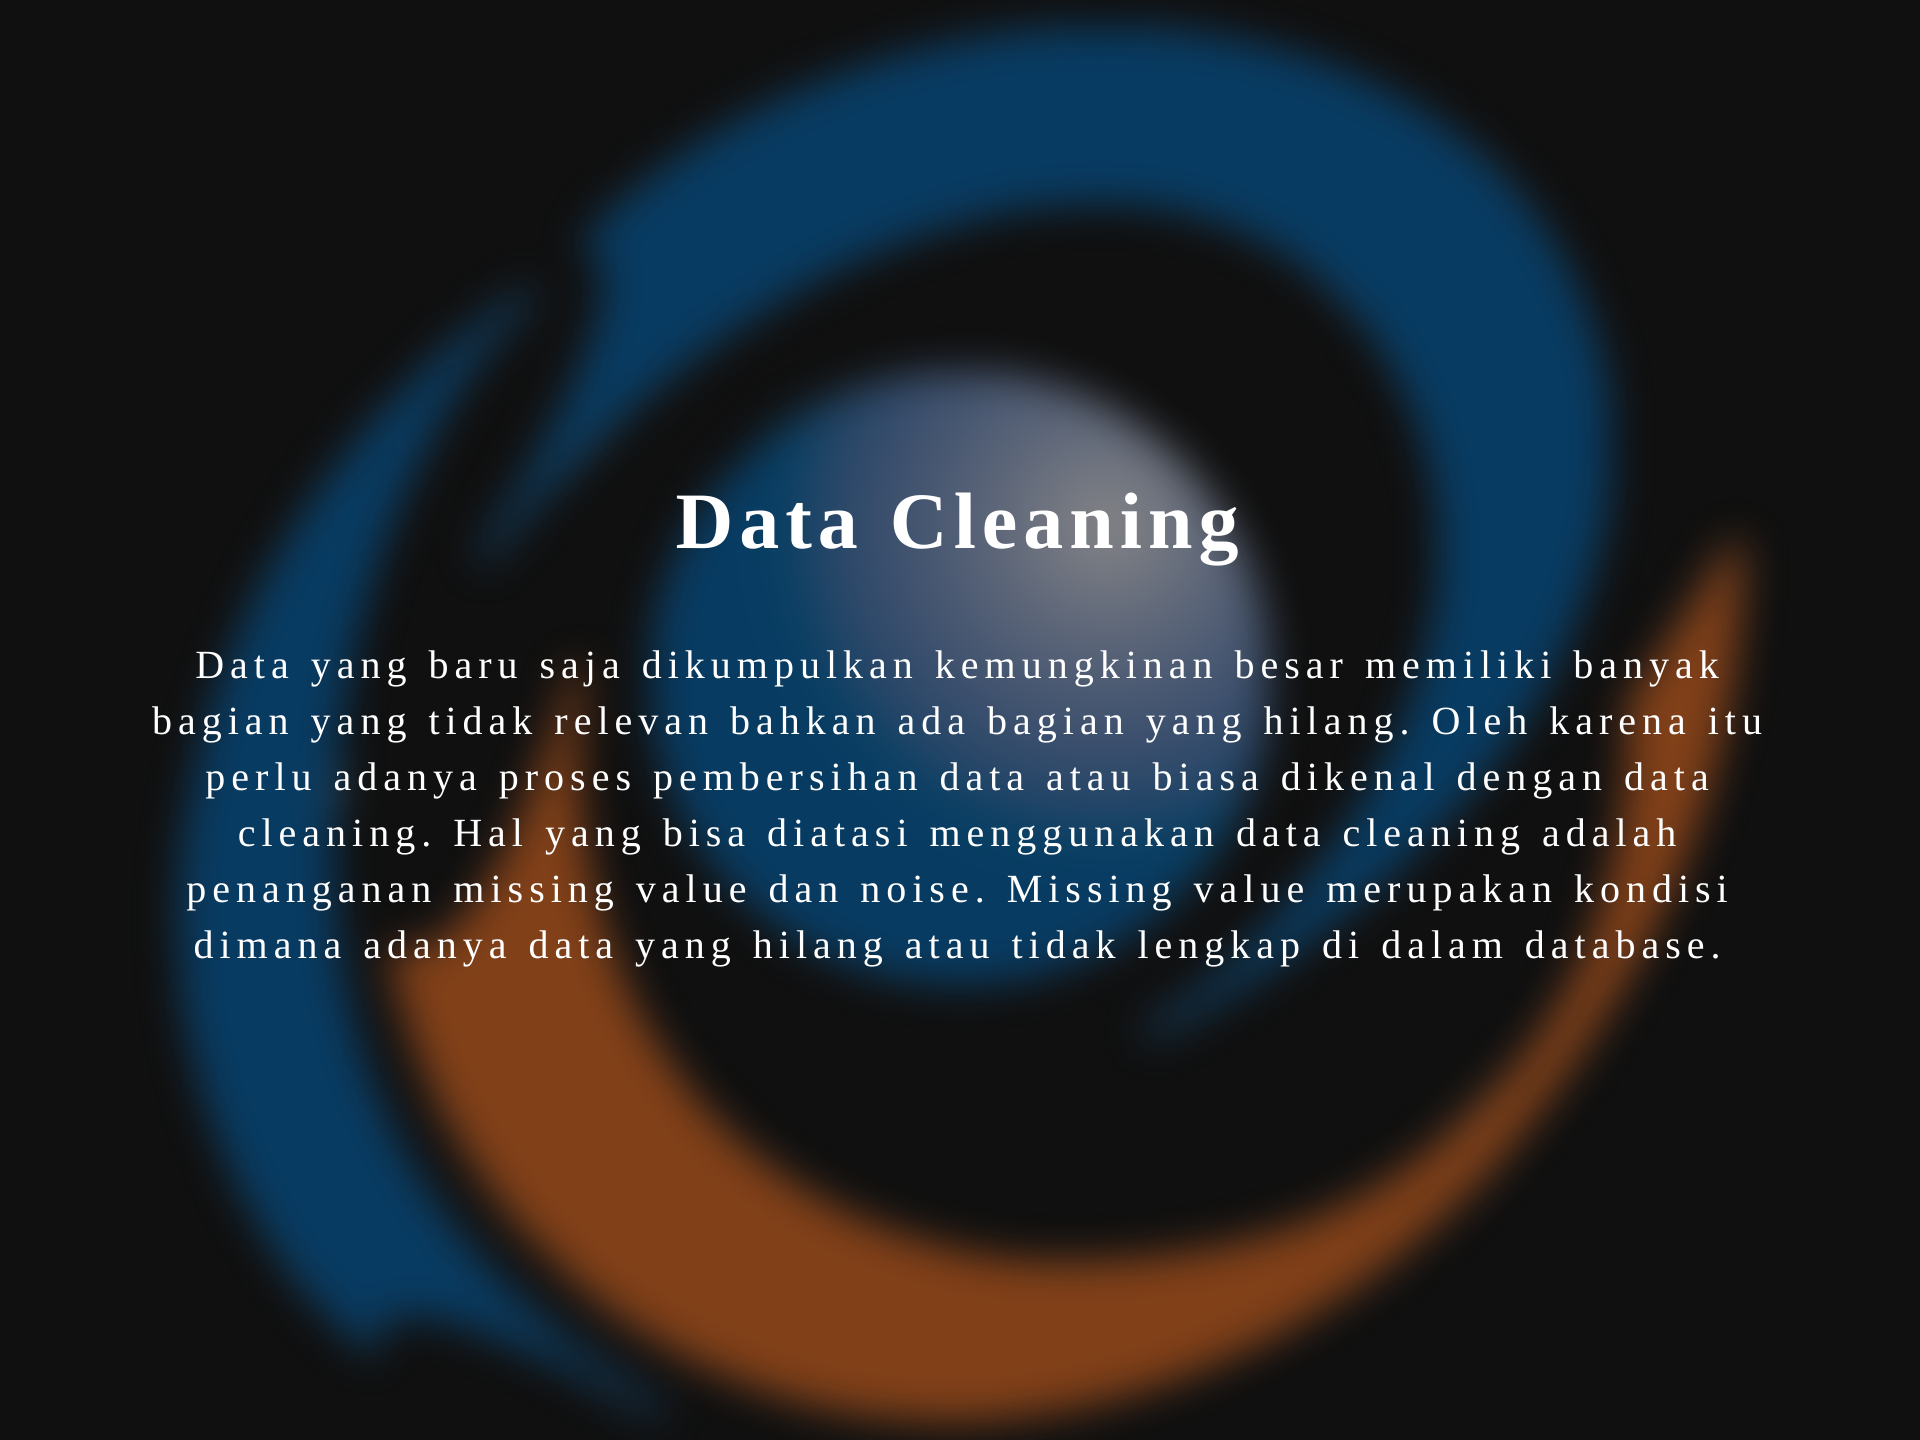 Data Cleaning
Data yang baru saja dikumpulkan kemungkinan besar memiliki banyak
bagian yang tidak relevan bahkan ada bagian yang hilang. Oleh karena itu
perlu adanya proses pembersihan data atau biasa dikenal dengan data
cleaning. Hal yang bisa diatasi menggunakan data cleaning adalah
penanganan missing value dan noise. Missing value merupakan kondisi
dimana adanya data yang hilang atau tidak lengkap di dalam database.